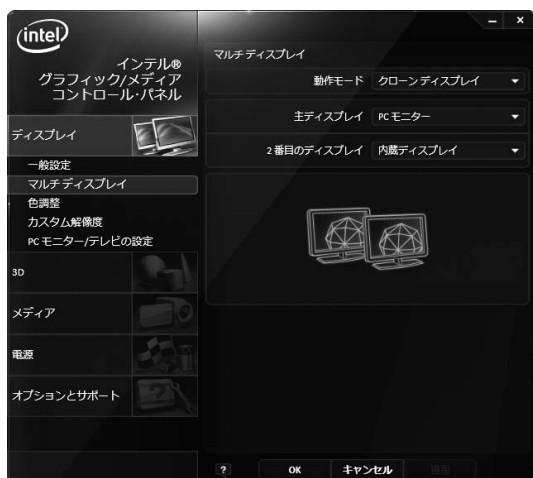 intel
インテル®
グラフィック/メディア
コントロール・パネル
ディスプレイ
一般設定
マルチ ディスプレイ
色調整
カスタム解像度
PC モニター/テレビの設定
3D
メディア
電源
オプションとサポート
マルチ ディスプレイ
動作モード クローン ディスプレイ
主ディスプレイ PC モニター
2 番目のディスプレイ 内蔵ディスプレイ
? OK キャンセル 適用